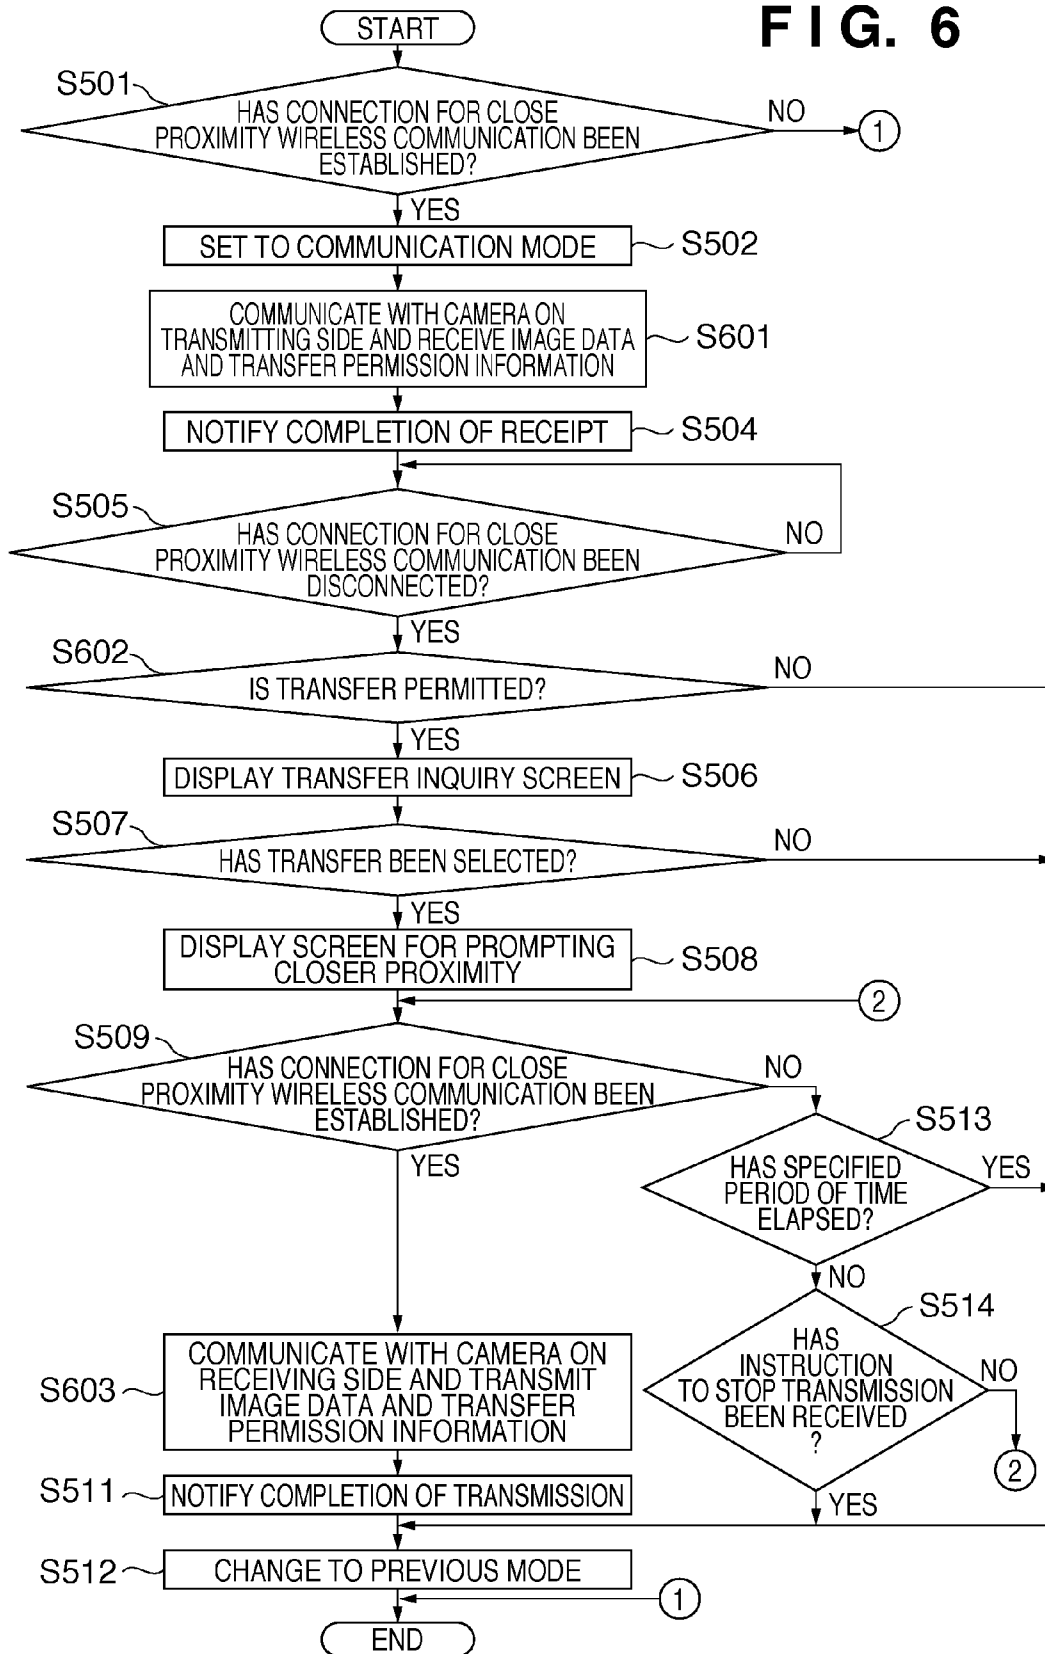 FIG. 6
START
S501
HAS CONNECTION FOR CLOSE
PROXIMITY WIRELESS COMMUNICATION BEEN
ESTABLISHED?
NO
1
YES
SET TO COMMUNICATION MODE
S502
COMMUNICATE WITH CAMERA ON
TRANSMITTING SIDE AND RECEIVE IMAGE DATA
AND TRANSFER PERMISSION INFORMATION
S601
NOTIFY COMPLETION OF RECEIPT
S504
S505
HAS CONNECTION FOR CLOSE
PROXIMITY WIRELESS COMMUNICATION BEEN
DISCONNECTED?
NO
YES
S602
IS TRANSFER PERMITTED?
NO
YES
DISPLAY TRANSFER INQUIRY SCREEN
S506
S507
HAS TRANSFER BEEN SELECTED?
NO
YES
DISPLAY SCREEN FOR PROMPTING
CLOSER PROXIMITY
S508
2
S509
HAS CONNECTION FOR CLOSE
PROXIMITY WIRELESS COMMUNICATION BEEN
ESTABLISHED?
NO
YES
S513
HAS SPECIFIED
PERIOD OF TIME
ELAPSED?
YES
NO
S514
HAS
INSTRUCTION
TO STOP TRANSMISSION
BEEN RECEIVED
?
NO
2
YES
S603
COMMUNICATE WITH CAMERA ON
RECEIVING SIDE AND TRANSMIT
IMAGE DATA AND TRANSFER
PERMISSION INFORMATION
S511
NOTIFY COMPLETION OF TRANSMISSION
S512
CHANGE TO PREVIOUS MODE
1
END